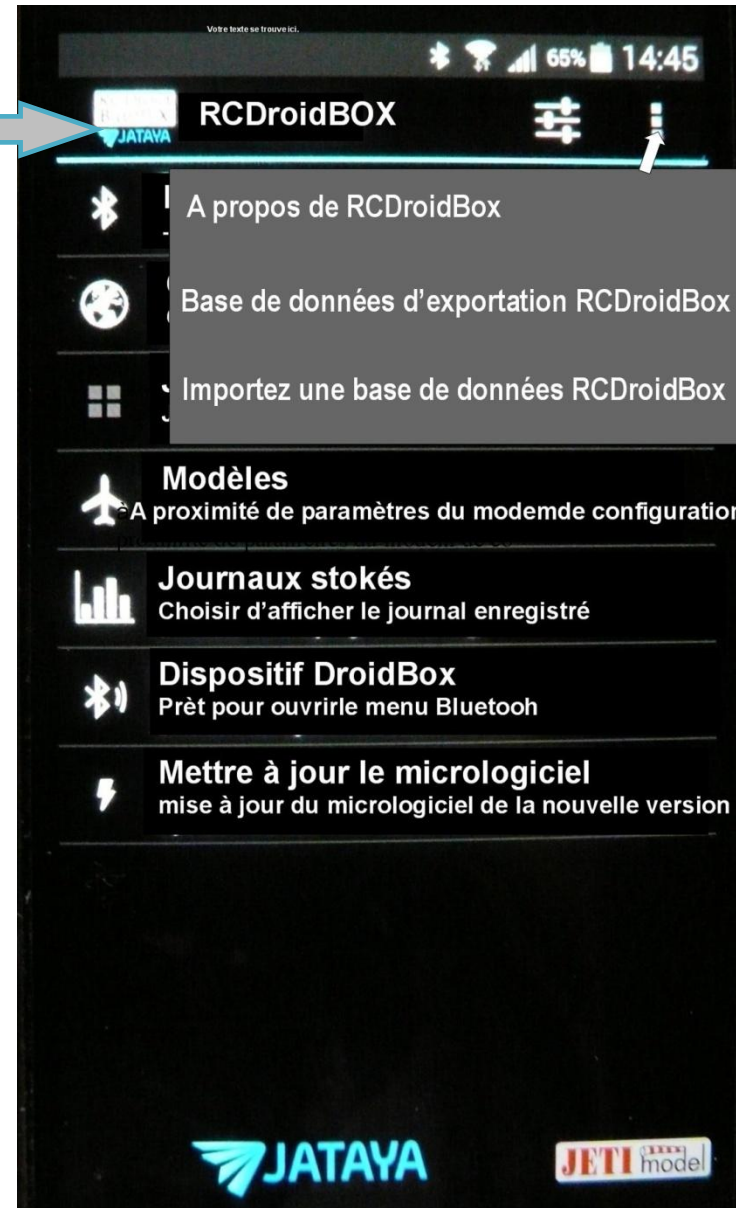 Votre texte se trouve ici.
65% 14:45
RCDroidBOX
JATAYA
A propos de RCDroidBox
Base de données d'exportation RCDroidBox
Importez une base de données RCDroidBox
Modèles
A proximité de paramètres du modemde configuration
Journaux stokés
Choisir d'afficher le journal enregistré
Dispositif DroidBox
Prèt pour ouvrirle menu Bluetooh
Mettre à jour le micrologiciel
mise à jour du micrologiciel de la nouvelle version
JATAYA
JETI model